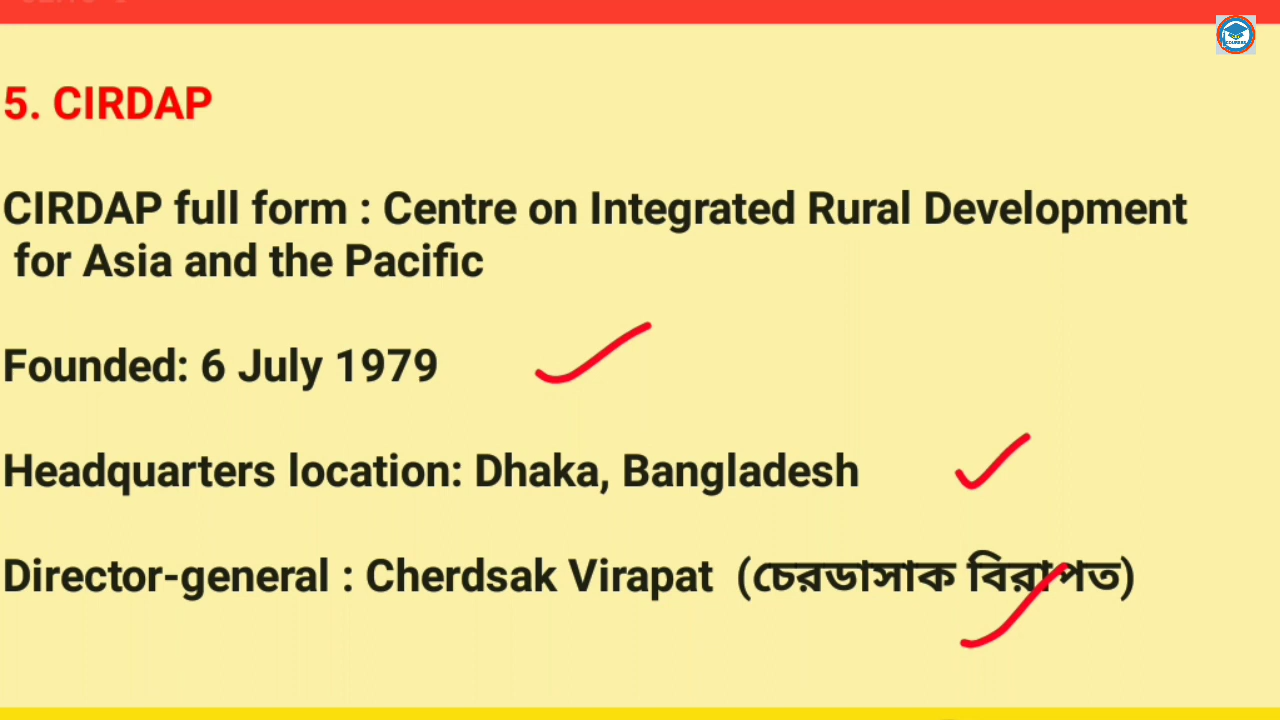 5. CIRDAP
CIRDAP full form : Centre on Integrated Rural Development
for Asia and the Pacific
Founded: 6 July 1979
Headquarters location: Dhaka, Bangladesh
Director-general : Cherdsak Virapat (চেরডাসাক বিরাপত)